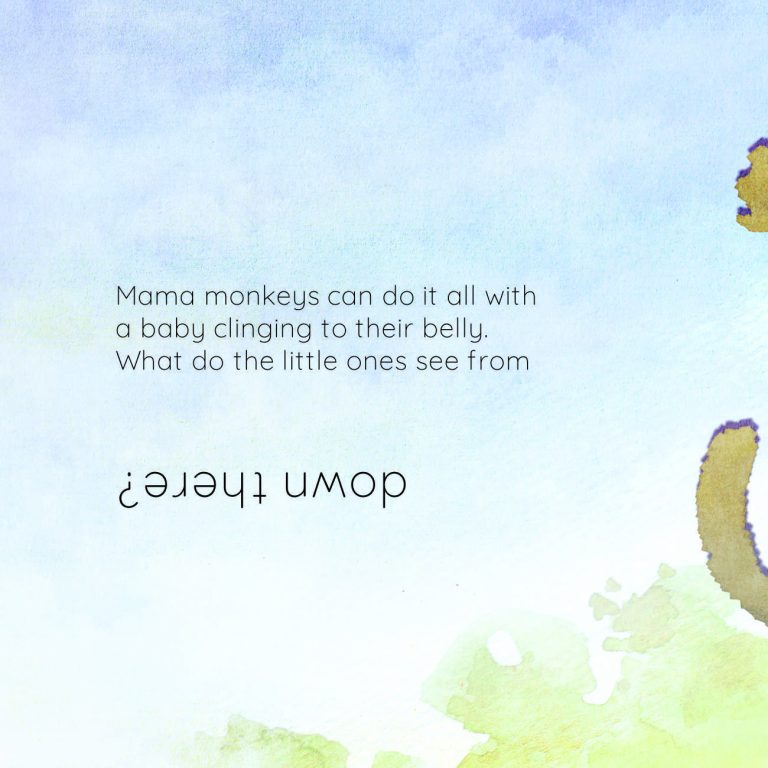 Mama monkeys can do it all with
a baby clinging to their belly.
What do the little ones see from
down there?